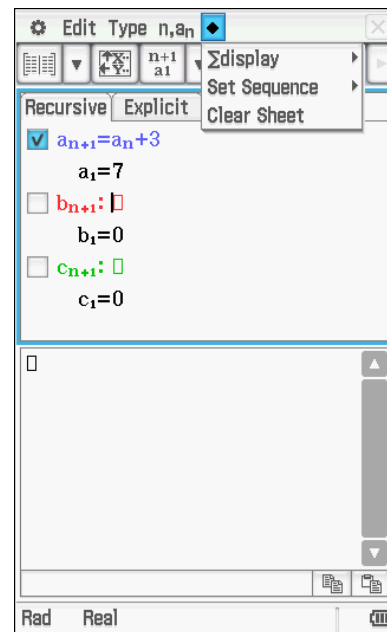 Edit Type n,aₙ ◆
Σdisplay
Set Sequence
Clear Sheet
n+1
a1
Recursive Explicit
aₙ₊₁=aₙ+3
a₁=7
bₙ₊₁:
b₁=0
cₙ₊₁:
c₁=0
Rad Real